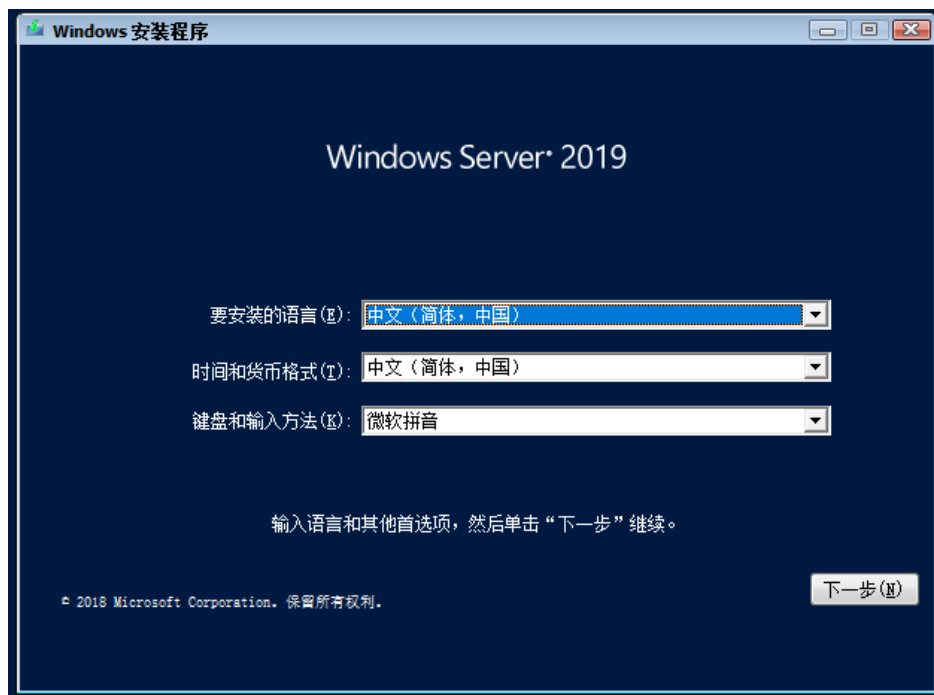 Windows 安装程序
Windows Server® 2019
要安装的语言(E): 中文（简体，中国）
时间和货币格式(T): 中文（简体，中国）
键盘和输入方法(K): 微软拼音
输入语言和其他首选项，然后单击“下一步”继续。
下一步(N)
© 2018 Microsoft Corporation. 保留所有权利.